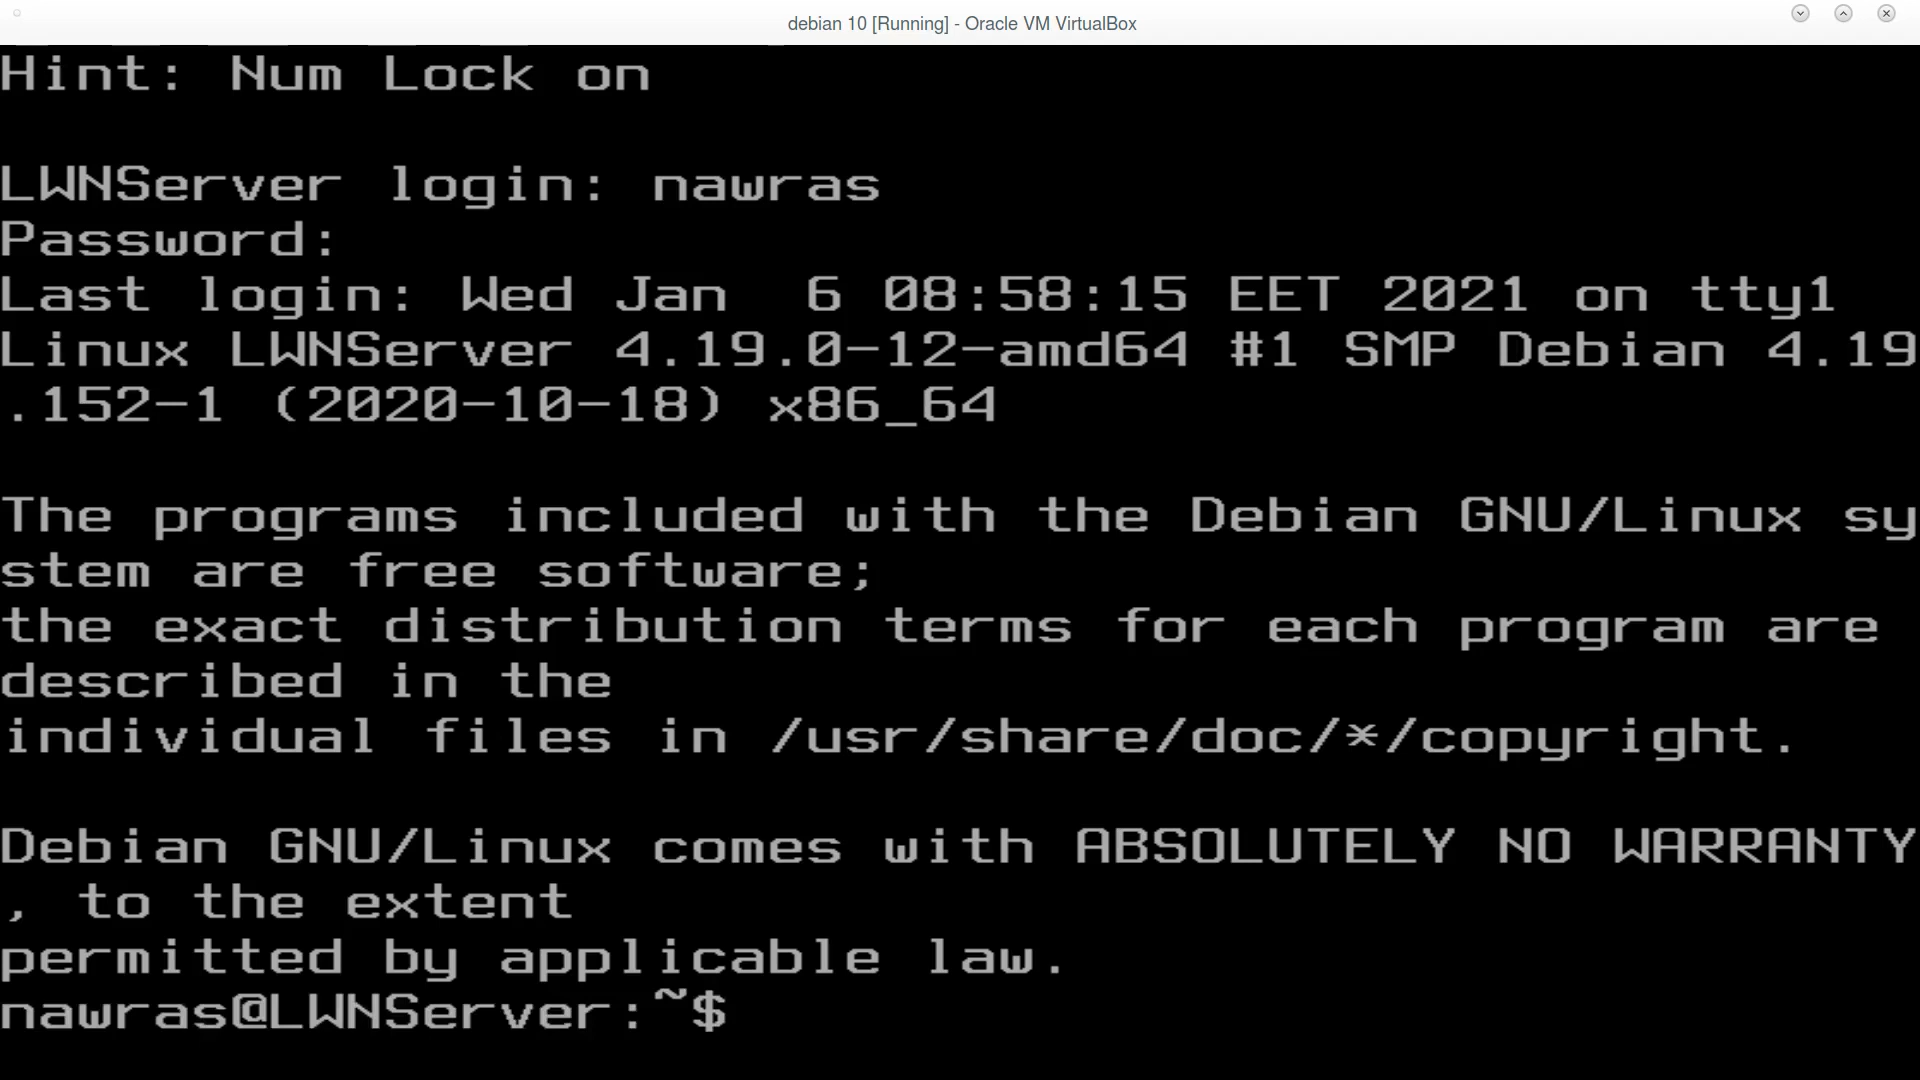 debian 10 [Running] - Oracle VM VirtualBox
Hint: Num Lock on
LWNServer login: nawras
Password:
Last login: Wed Jan  6 08:58:15 EET 2021 on tty1
Linux LWNServer 4.19.0-12-amd64 #1 SMP Debian 4.19
.152-1 (2020-10-18) x86_64
The programs included with the Debian GNU/Linux sy
stem are free software;
the exact distribution terms for each program are
described in the
individual files in /usr/share/doc/*/copyright.
Debian GNU/Linux comes with ABSOLUTELY NO WARRANTY
, to the extent
permitted by applicable law.
nawras@LWNServer:~$